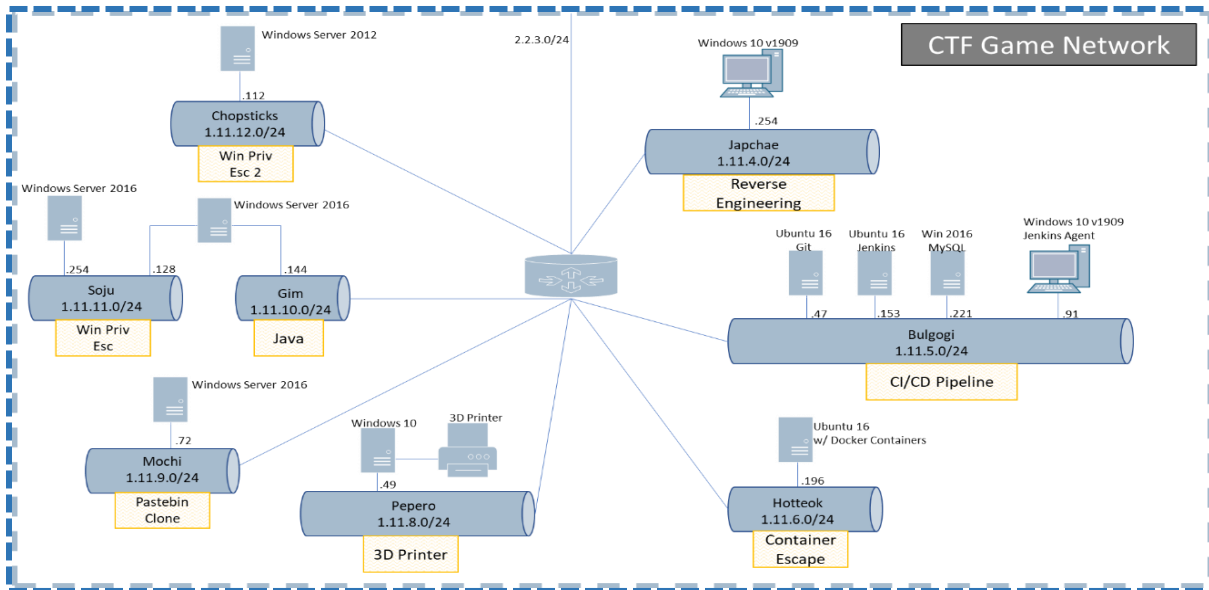 CTF Game Network
2.2.3.0/24
Windows Server 2012
.112
Chopsticks
1.11.12.0/24
Win Priv
Esc 2
Windows 10 v1909
.254
Japchae
1.11.4.0/24
Reverse
Engineering
Windows Server 2016
.254
Windows Server 2016
.128
.144
Soju
1.11.11.0/24
Win Priv
Esc
Gim
1.11.10.0/24
Java
Ubuntu 16
Git
.47
Ubuntu 16
Jenkins
.153
Win 2016
MySQL
.221
Windows 10 v1909
Jenkins Agent
.91
Bulgogi
1.11.5.0/24
CI/CD Pipeline
Windows Server 2016
.72
Mochi
1.11.9.0/24
Pastebin
Clone
Windows 10
3D Printer
.49
Pepero
1.11.8.0/24
3D Printer
Ubuntu 16
w/ Docker Containers
.196
Hotteok
1.11.6.0/24
Container
Escape